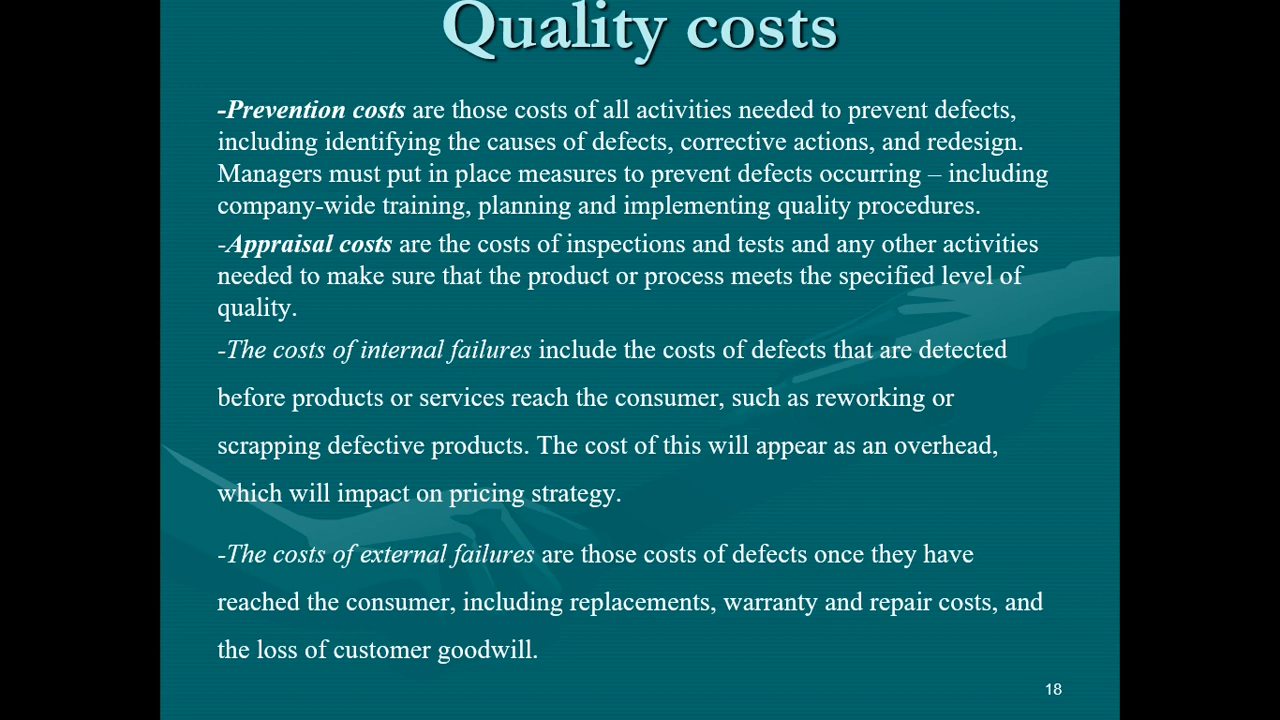 Quality costs
-Prevention costs are those costs of all activities needed to prevent defects,
including identifying the causes of defects, corrective actions, and redesign.
Managers must put in place measures to prevent defects occurring – including
company-wide training, planning and implementing quality procedures.
-Appraisal costs are the costs of inspections and tests and any other activities
needed to make sure that the product or process meets the specified level of
quality.
-The costs of internal failures include the costs of defects that are detected
before products or services reach the consumer, such as reworking or
scrapping defective products. The cost of this will appear as an overhead,
which will impact on pricing strategy.
-The costs of external failures are those costs of defects once they have
reached the consumer, including replacements, warranty and repair costs, and
the loss of customer goodwill.
18